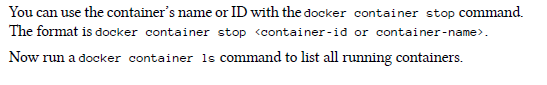 You can use the container's name or ID with the docker container stop command.
The format is docker container stop <container-id or container-name>.
Now run a docker container ls command to list all running containers.